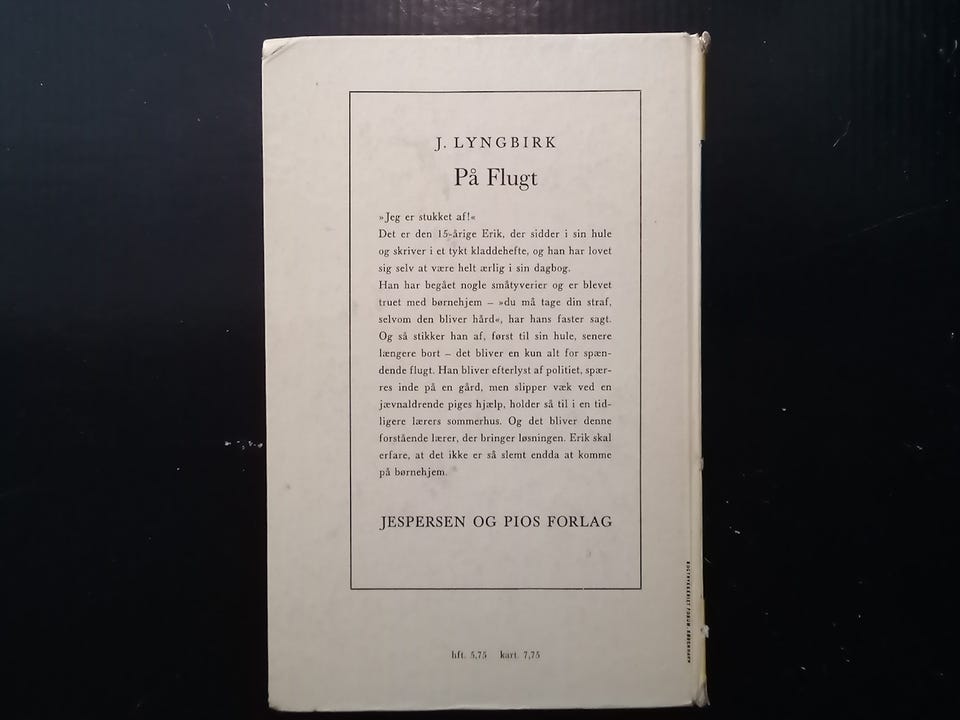 J. LYNGBIRK
På Flugt
»Jeg er stukket af!«
Det er den 15-årige Erik, der sidder i sin hule
og skriver i et tykt kladdehefte, og han har lovet
sig selv at være helt ærlig i sin dagbog.
Han har begået nogle småtyverier og er blevet
truet med børnehjem – »du må tage din straf,
selvom den bliver hård«, har hans faster sagt.
Og så stikker han af, først til sin hule, senere
længere bort – det bliver en kun alt for spæn-
dende flugt. Han bliver efterlyst af politiet, spær-
res inde på en gård, men slipper væk ved en
jævnaldrende piges hjælp, holder så til i en tid-
ligere lærers sommerhus. Og det bliver denne
forstående lærer, der bringer løsningen. Erik skal
erfare, at det ikke er så slemt endda at komme
på børnehjem.
JESPERSEN OG PIOS FORLAG
hft. 5,75 kart. 7,75
BOGTRYKKERIET FORUM, KØBENHAVN